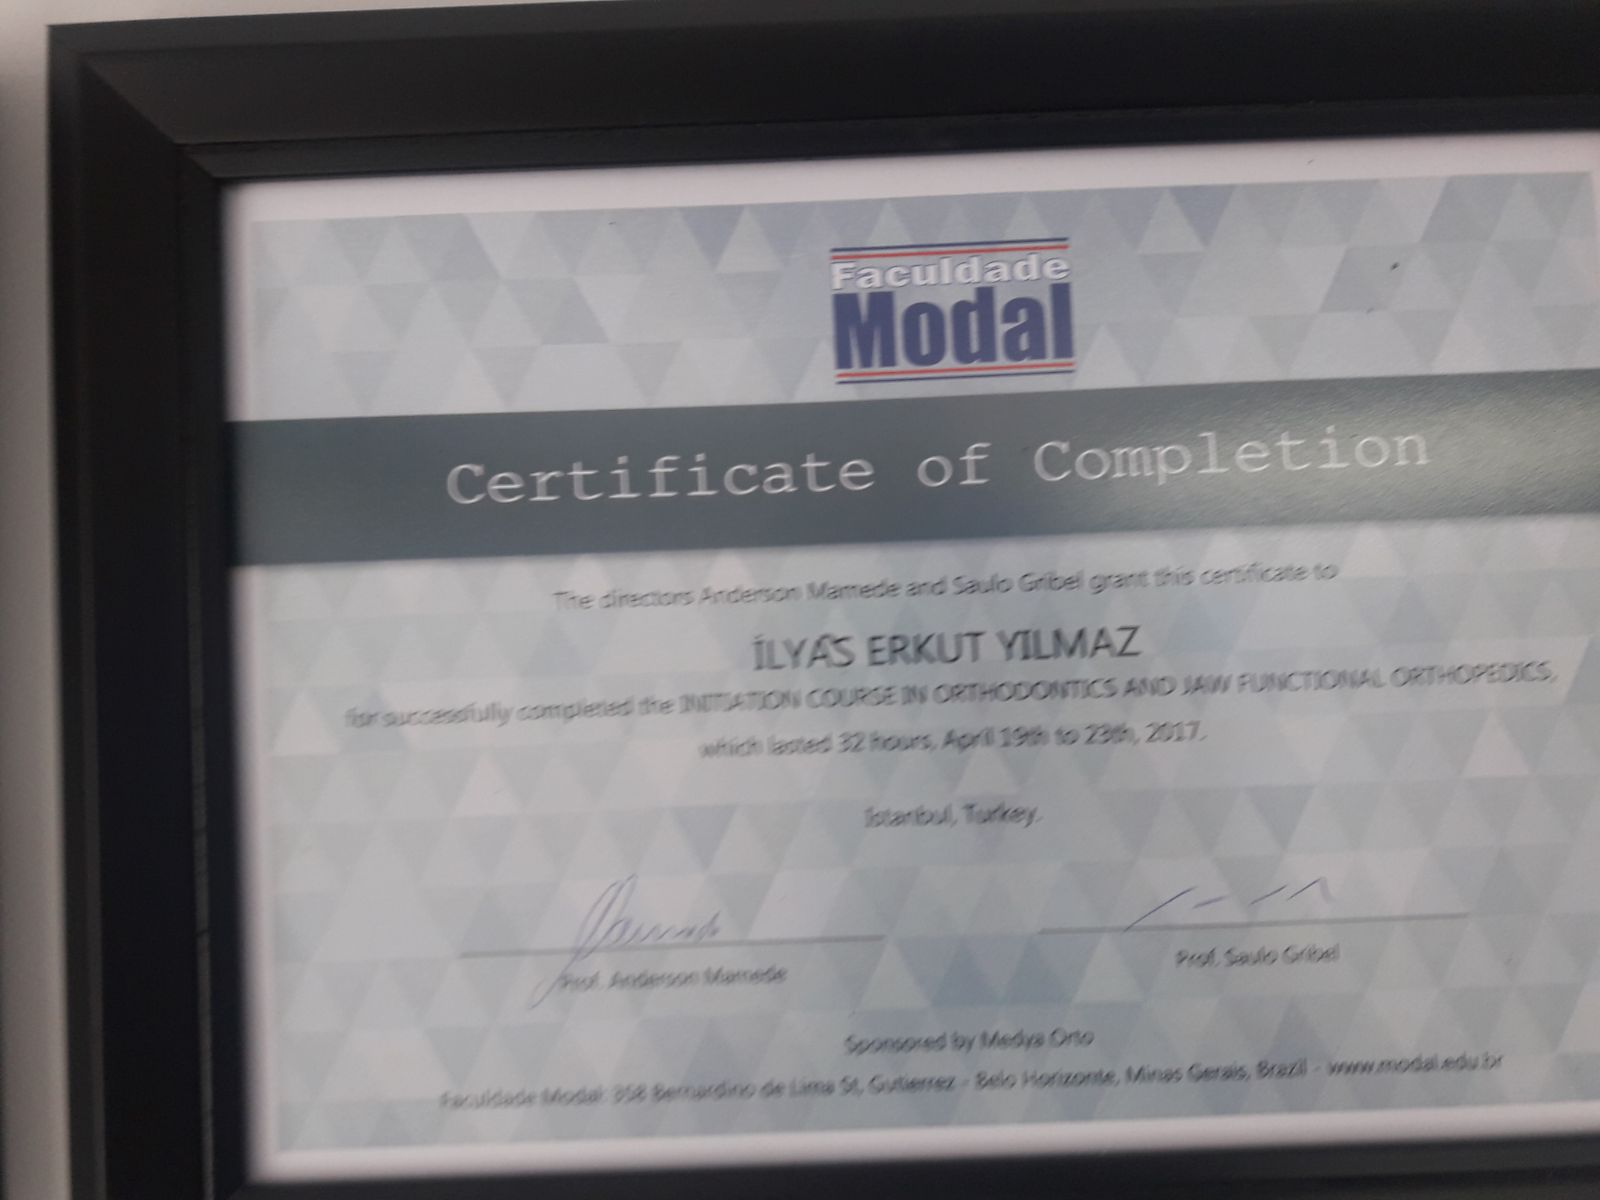 Faculdade
Modal
Certificate of Completion
The directors Anderson Mamede and Saulo Gribel grant this certificate to
İLYAS ERKUT YILMAZ
for successfully completed the INITIATION COURSE IN ORTHODONTICS AND JAW FUNCTIONAL ORTHOPEDICS,
which lasted 32 hours, April 19th to 23th, 2017.
Istanbul, Turkey.
Prof. Anderson Mamede
Prof. Saulo Gribel
Sponsored by Medya Orto
Faculdade Modal: 358 Bernardino de Lima St, Gutierrez - Belo Horizonte, Minas Gerais, Brazil - www.modal.edu.br